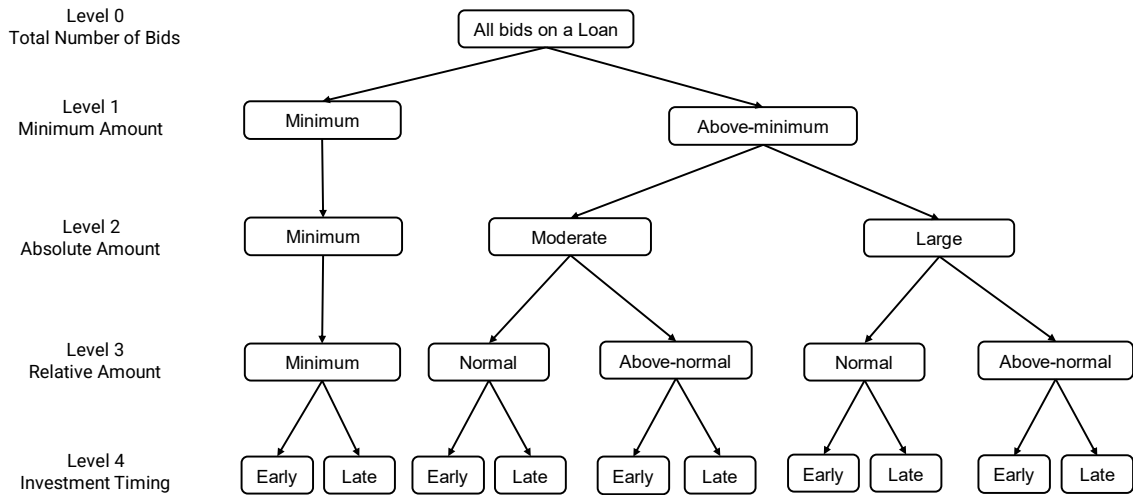 Level 0
Total Number of Bids
All bids on a Loan
Level 1
Minimum Amount
Minimum
Above-minimum
Level 2
Absolute Amount
Minimum
Moderate
Large
Level 3
Relative Amount
Minimum
Normal
Above-normal
Normal
Above-normal
Level 4
Investment Timing
Early
Late
Early
Late
Early
Late
Early
Late
Early
Late